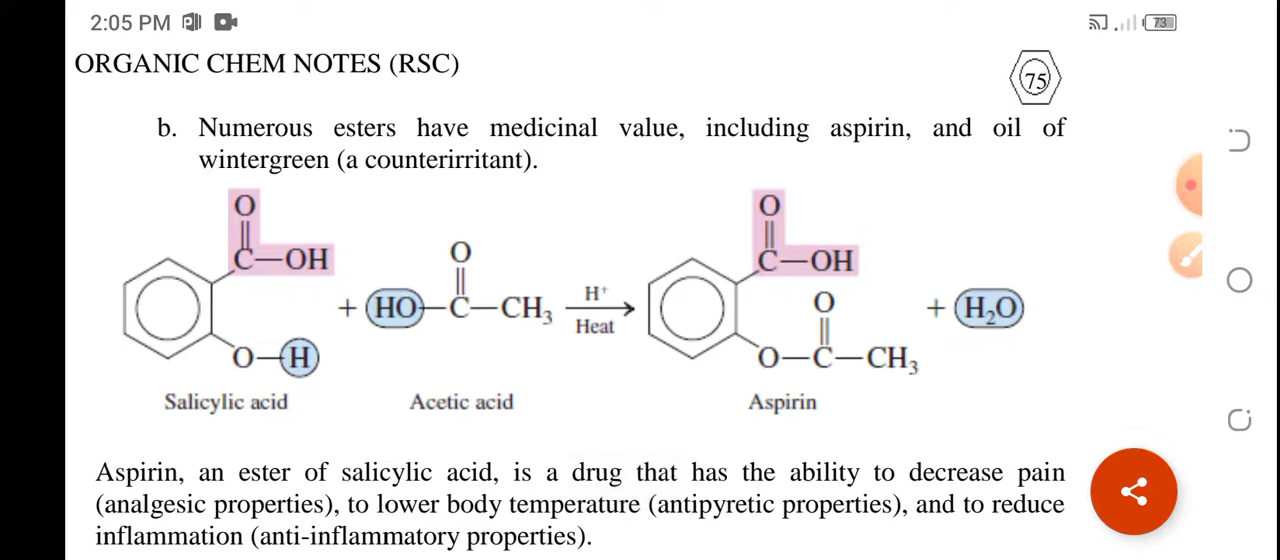 2:05 PM
73
ORGANIC CHEM NOTES (RSC)
75
b. Numerous esters have medicinal value, including aspirin, and oil of
wintergreen (a counterirritant).
O
C—OH
O—H
+ HO—C—CH₃
O
H⁺
Heat
O
C—OH
O
O—C—CH₃
+ H₂O
Salicylic acid
Acetic acid
Aspirin
Aspirin, an ester of salicylic acid, is a drug that has the ability to decrease pain
(analgesic properties), to lower body temperature (antipyretic properties), and to reduce
inflammation (anti-inflammatory properties).